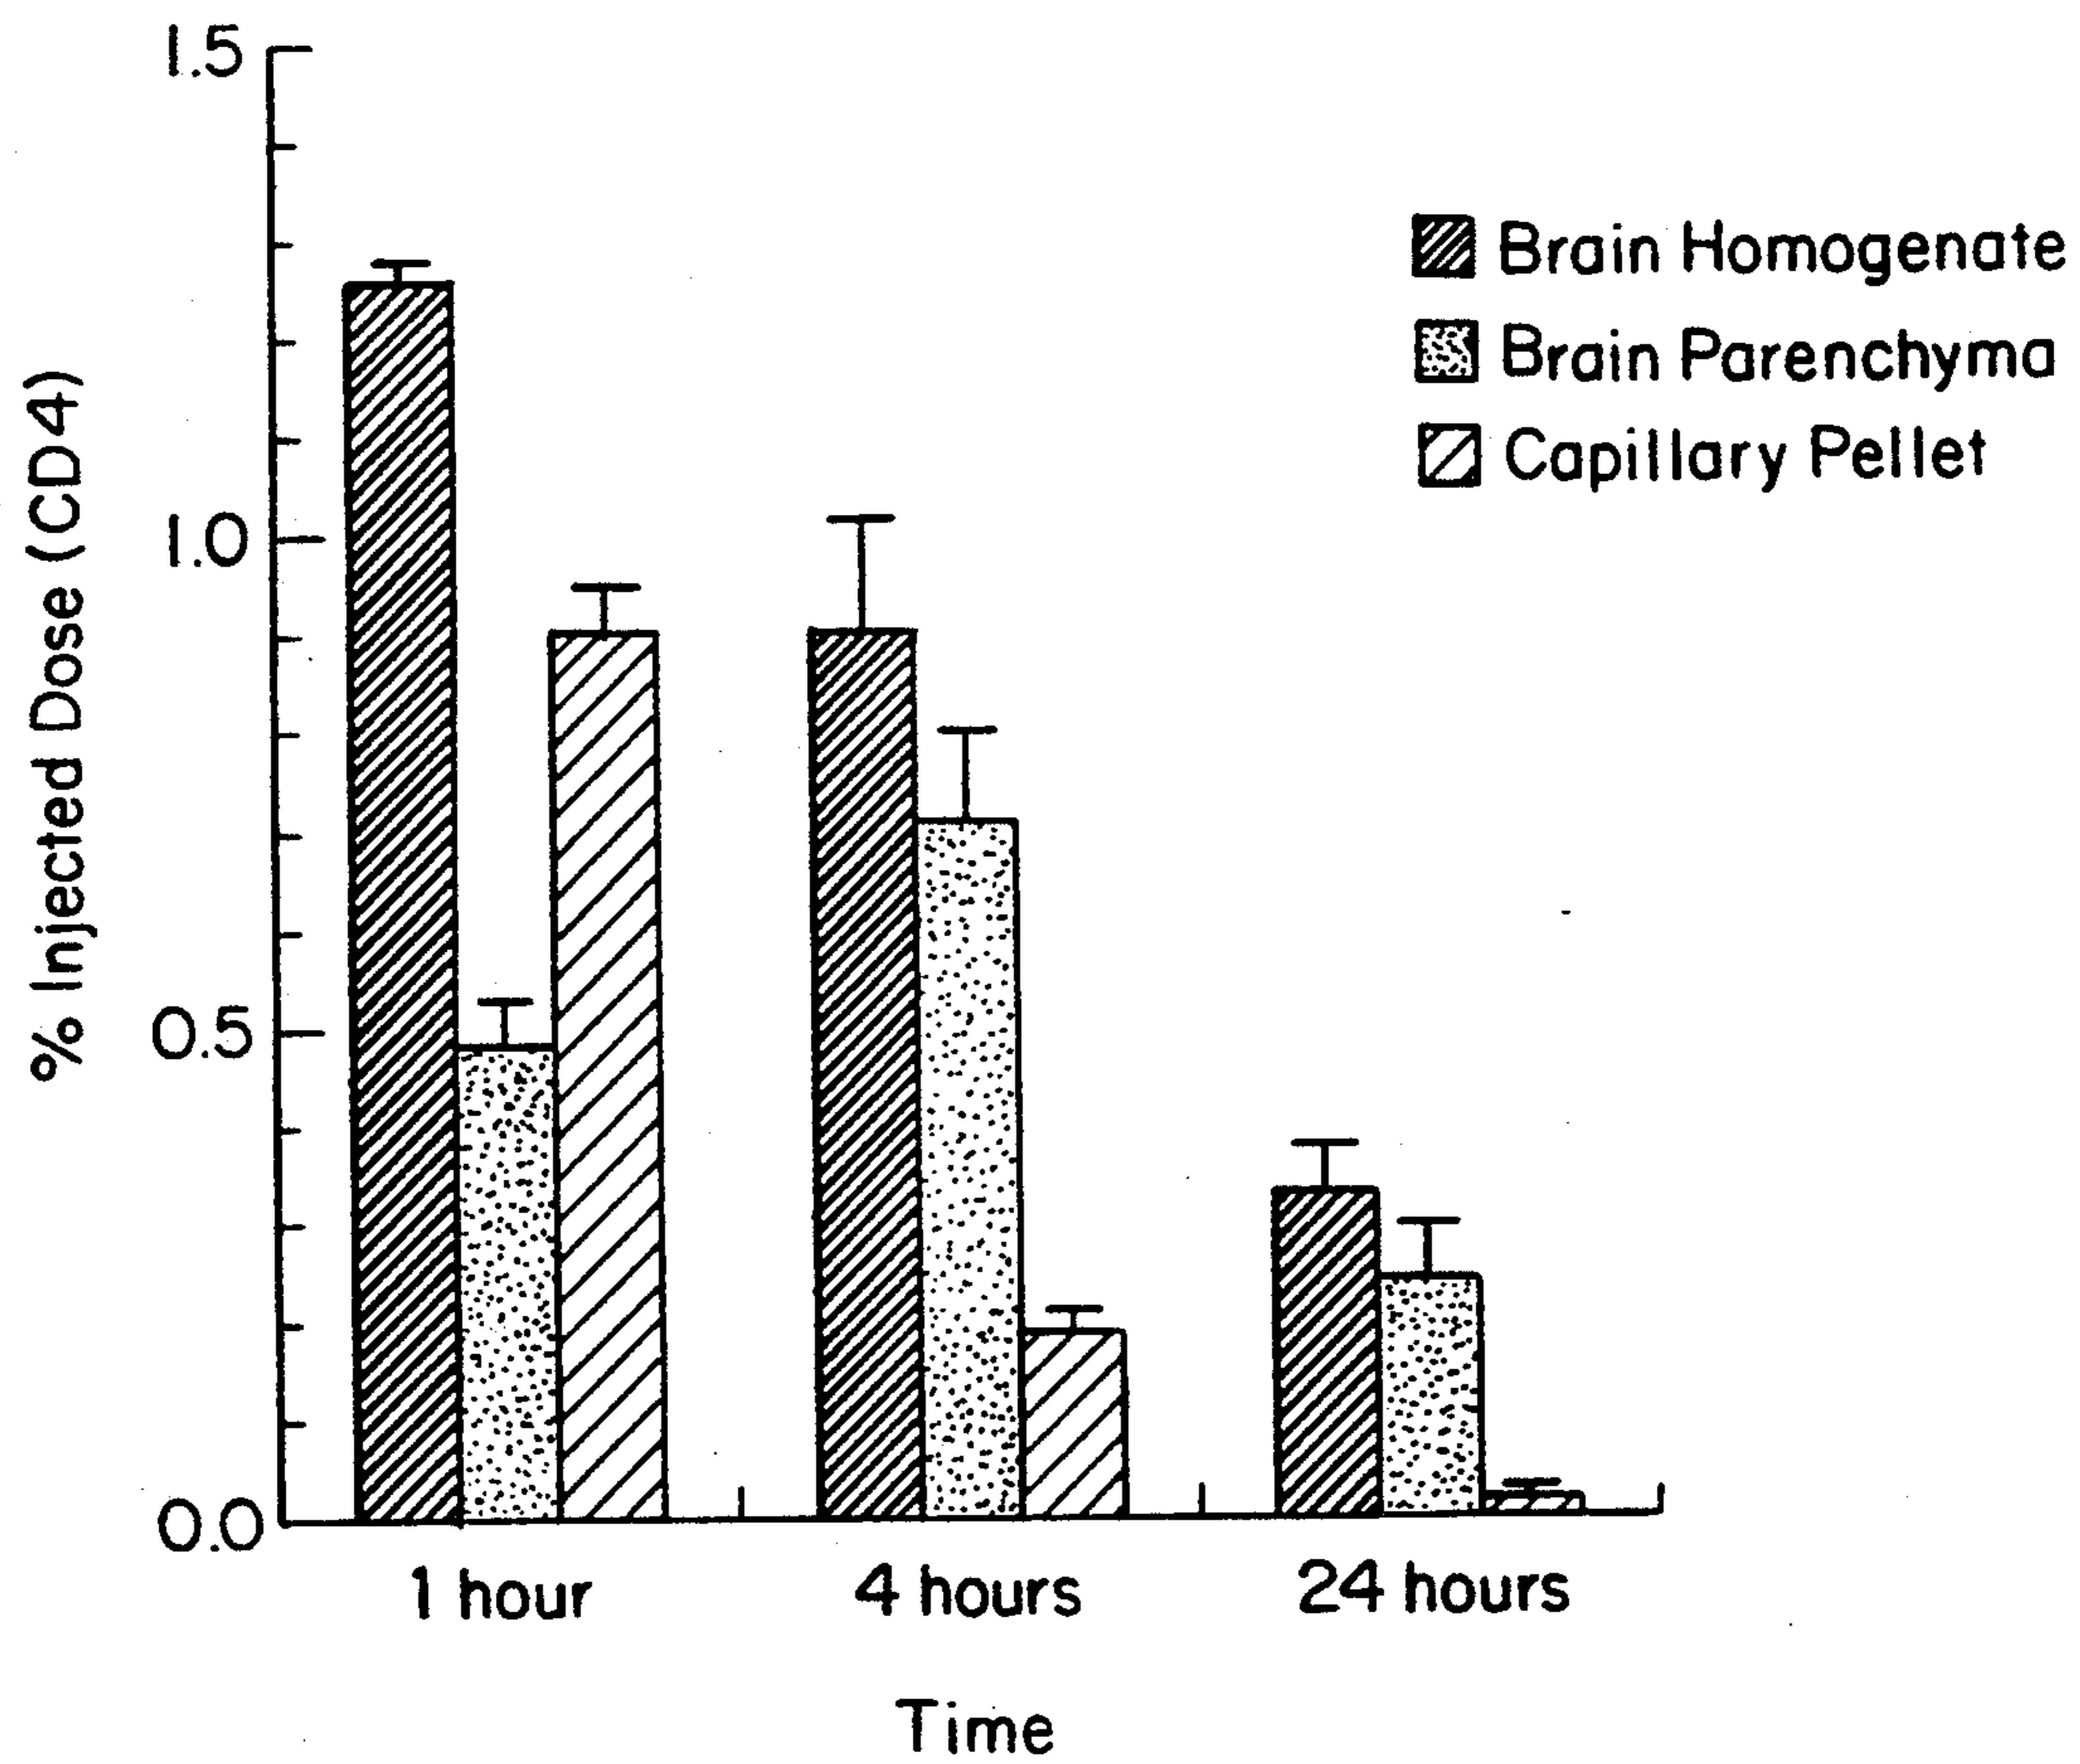 % Injected Dose (CD4)
1.5
1.0
0.5
0.0
Brain Homogenate
Brain Parenchyma
Capillary Pellet
1 hour
4 hours
24 hours
Time